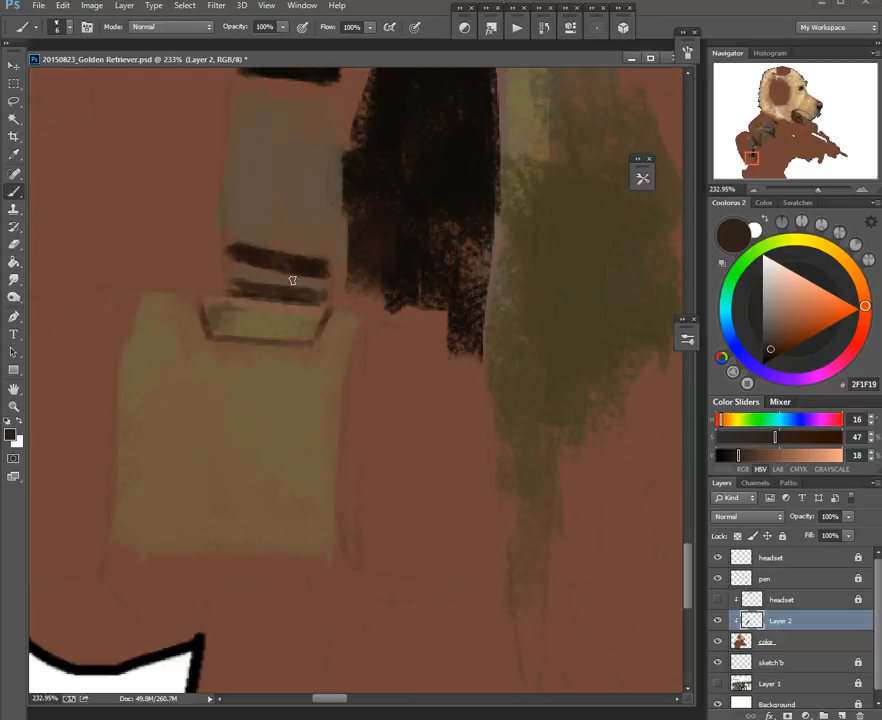 Ps File Edit Image Layer Type Select Filter 3D View Window Help
6 Mode: Normal Opacity: 100% Flow: 100% My Workspace
20150823_Golden Retriever.psd @ 233% (Layer 2, RGB/8) *
Navigator Histogram
232.95%
Coolorus 2 Color Swatches
# 2F1F19
Color Sliders Mixer
H 16 °
S 47 %
V 18 %
RGB HSV LAB CMYK GRAYSCALE
Layers Channels Paths
Kind
Normal Opacity: 100%
Lock: Fill: 100%
headset
pen
headset
Layer 2
color
sketch'b
Layer 1
Background
232.95% Doc: 49.8M/260.7M
fx